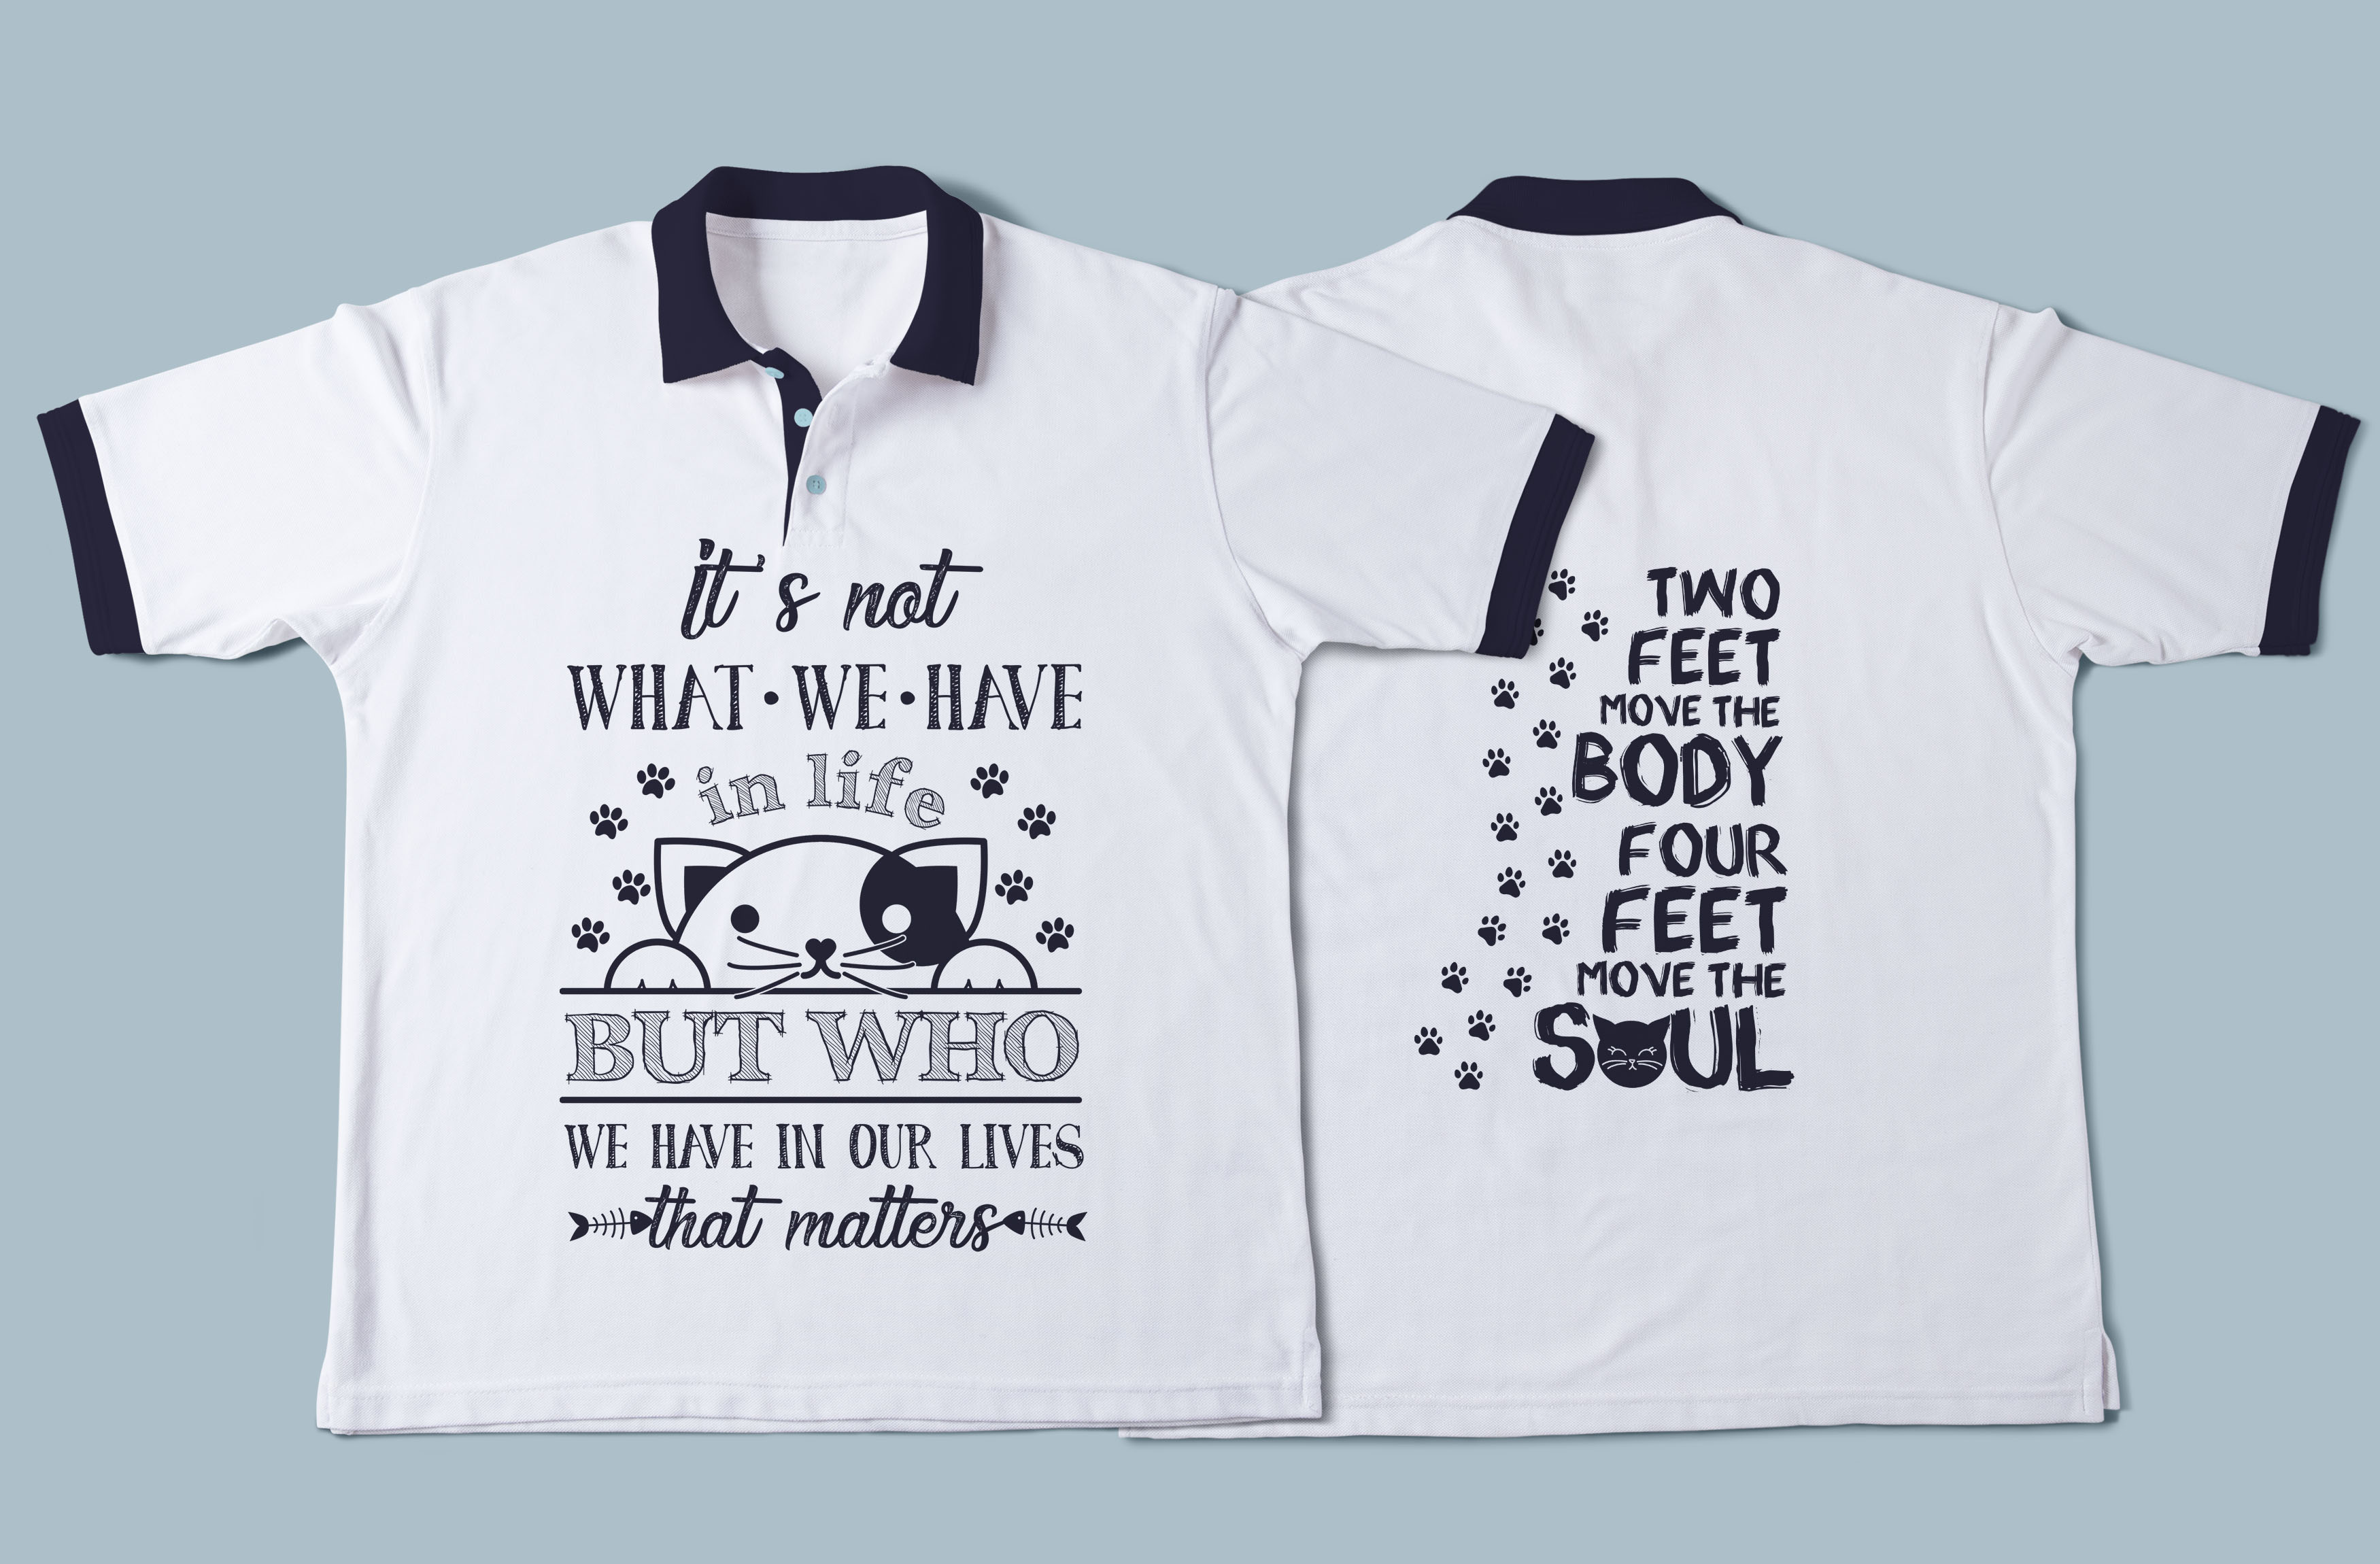 it's not
WHAT • WE • HAVE
in life
BUT WHO
WE HAVE IN OUR LIVES
that matters
TWO
FEET
MOVE THE
BODY
FOUR
FEET
MOVE THE
SOUL